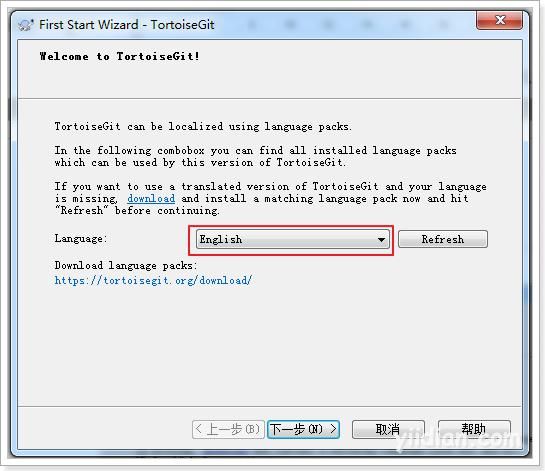 First Start Wizard - TortoiseGit
Welcome to TortoiseGit!
TortoiseGit can be localized using language packs.
In the following combobox you can find all installed language packs
which can be used by this version of TortoiseGit.
If you want to use a translated version of TortoiseGit and your language
is missing, download and install a matching language pack now and hit
"Refresh" before continuing.
Language: English Refresh
Download language packs:
https://tortoisegit.org/download/
< 上一步(B) 下一步(N) > 取消 帮助
yiidian.com